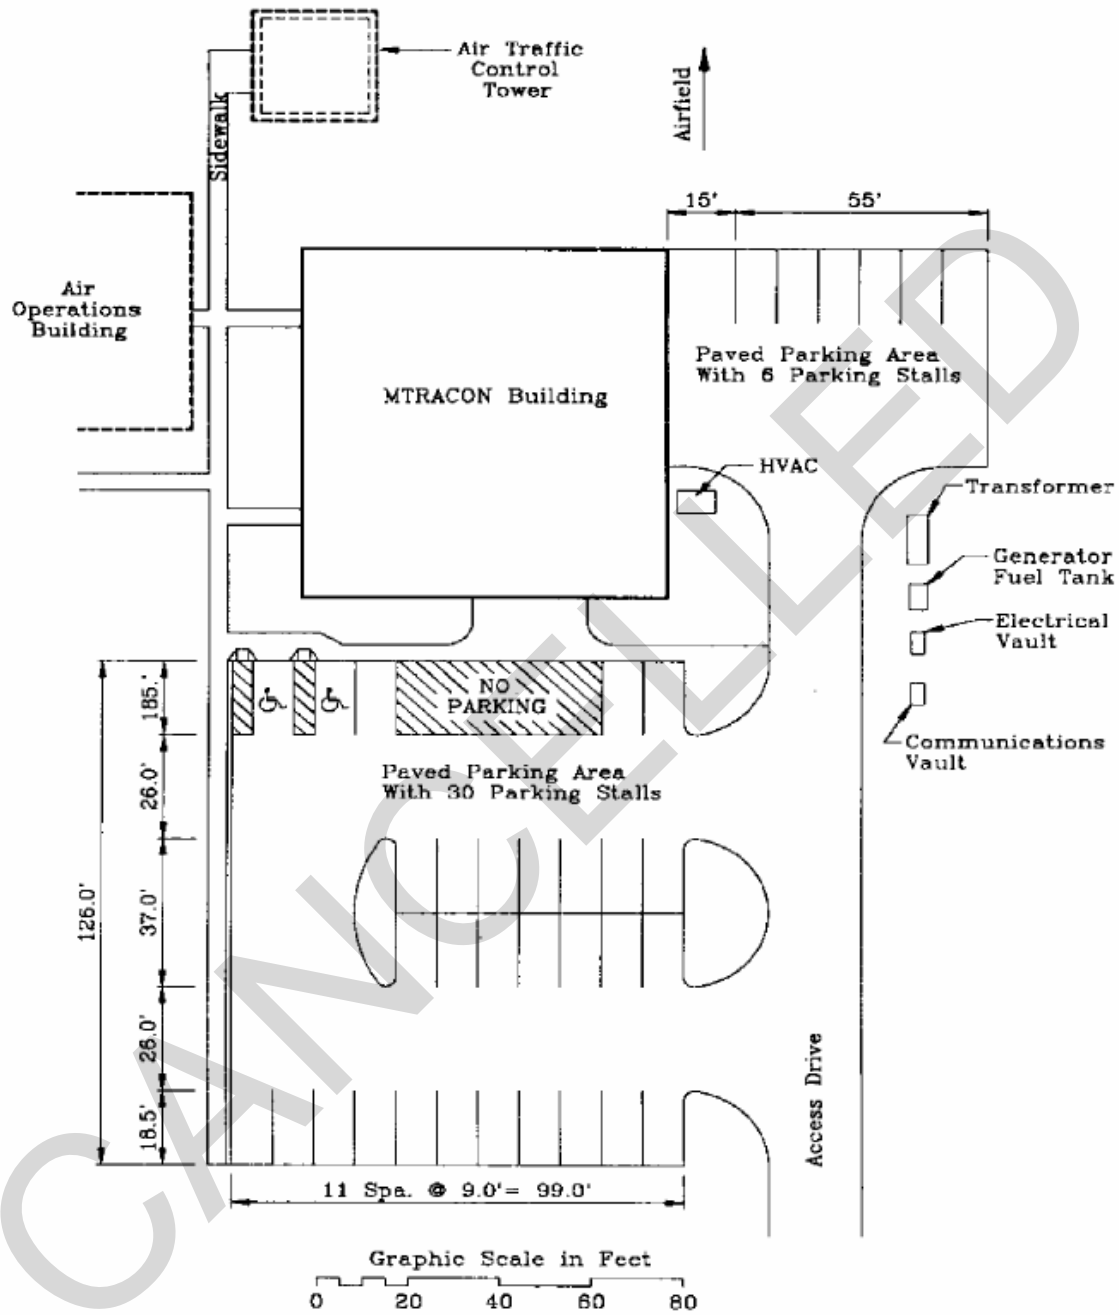 Air Traffic
Control
Tower
Airfield
Sidewalk
15'
55'
Air
Operations
Building
Paved Parking Area
With 6 Parking Stalls
MTRACON Building
HVAC
Transformer
Generator
Fuel Tank
Electrical
Vault
Communications
Vault
NO
PARKING
185.'
26.0'
37.0'
26.0'
18.5'
126.0'
Paved Parking Area
With 30 Parking Stalls
Access Drive
11 Spa. @ 9.0'= 99.0'
Graphic Scale in Feet
0 20 40 60 80
CANCELLED